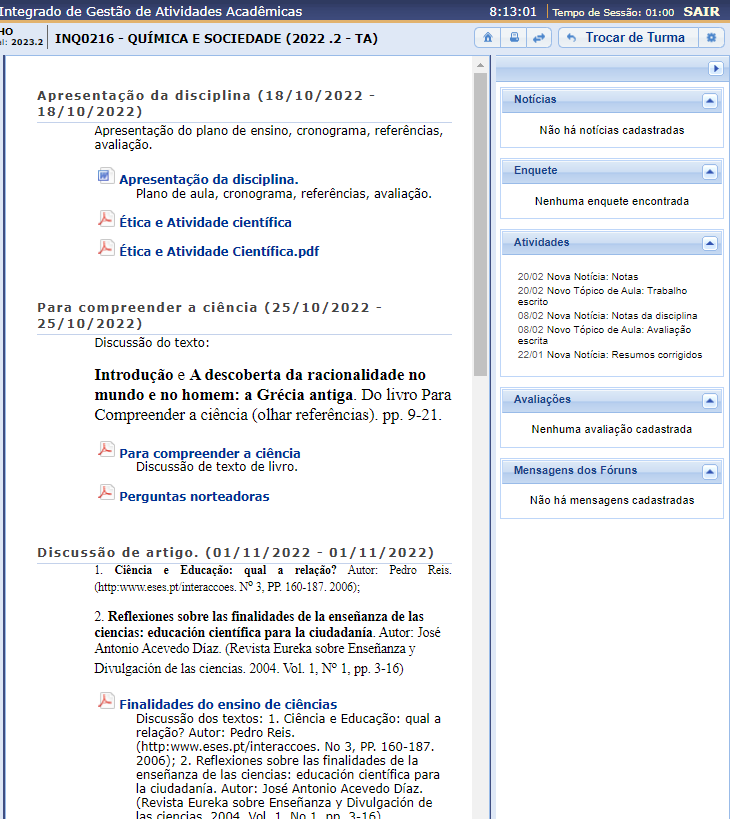 Integrado de Gestão de Atividades Acadêmicas
8:13:01
Tempo de Sessão: 01:00
SAIR
HO
el: 2023.2
INQ0216 - QUÍMICA E SOCIEDADE (2022 .2 - TA)
Trocar de Turma
Apresentação da disciplina (18/10/2022 -
18/10/2022)
Apresentação do plano de ensino, cronograma, referências,
avaliação.
Apresentação da disciplina.
Plano de aula, cronograma, referências, avaliação.
Ética e Atividade científica
Ética e Atividade Científica.pdf
Para compreender a ciência (25/10/2022 -
25/10/2022)
Discussão do texto:
Introdução e A descoberta da racionalidade no
mundo e no homem: a Grécia antiga. Do livro Para
Compreender a ciência (olhar referências). pp. 9-21.
Para compreender a ciência
Discussão de texto de livro.
Perguntas norteadoras
Discussão de artigo. (01/11/2022 - 01/11/2022)
1. Ciência e Educação: qual a relação? Autor: Pedro Reis.
(http:www.eses.pt/interaccoes. Nº 3, PP. 160-187. 2006);
2. Reflexiones sobre las finalidades de la enseñanza de las
ciencias: educación científica para la ciudadanía. Autor: José
Antonio Acevedo Díaz. (Revista Eureka sobre Enseñanza y
Divulgación de las ciencias. 2004. Vol. 1, Nº 1, pp. 3-16)
Finalidades do ensino de ciências
Discussão dos textos: 1. Ciência e Educação: qual a
relação? Autor: Pedro Reis.
(http:www.eses.pt/interaccoes. No 3, PP. 160-187.
2006); 2. Reflexiones sobre las finalidades de la
enseñanza de las ciencias: educación científica para
la ciudadanía. Autor: José Antonio Acevedo Díaz.
(Revista Eureka sobre Enseñanza y Divulgación de
las ciencias. 2004. Vol. 1, No 1, pp. 3-16)
Notícias
Não há notícias cadastradas
Enquete
Nenhuma enquete encontrada
Atividades
20/02 Nova Notícia: Notas
20/02 Novo Tópico de Aula: Trabalho
escrito
08/02 Nova Notícia: Notas da disciplina
08/02 Novo Tópico de Aula: Avaliação
escrita
22/01 Nova Notícia: Resumos corrigidos
Avaliações
Nenhuma avaliação cadastrada
Mensagens dos Fóruns
Não há mensagens cadastradas